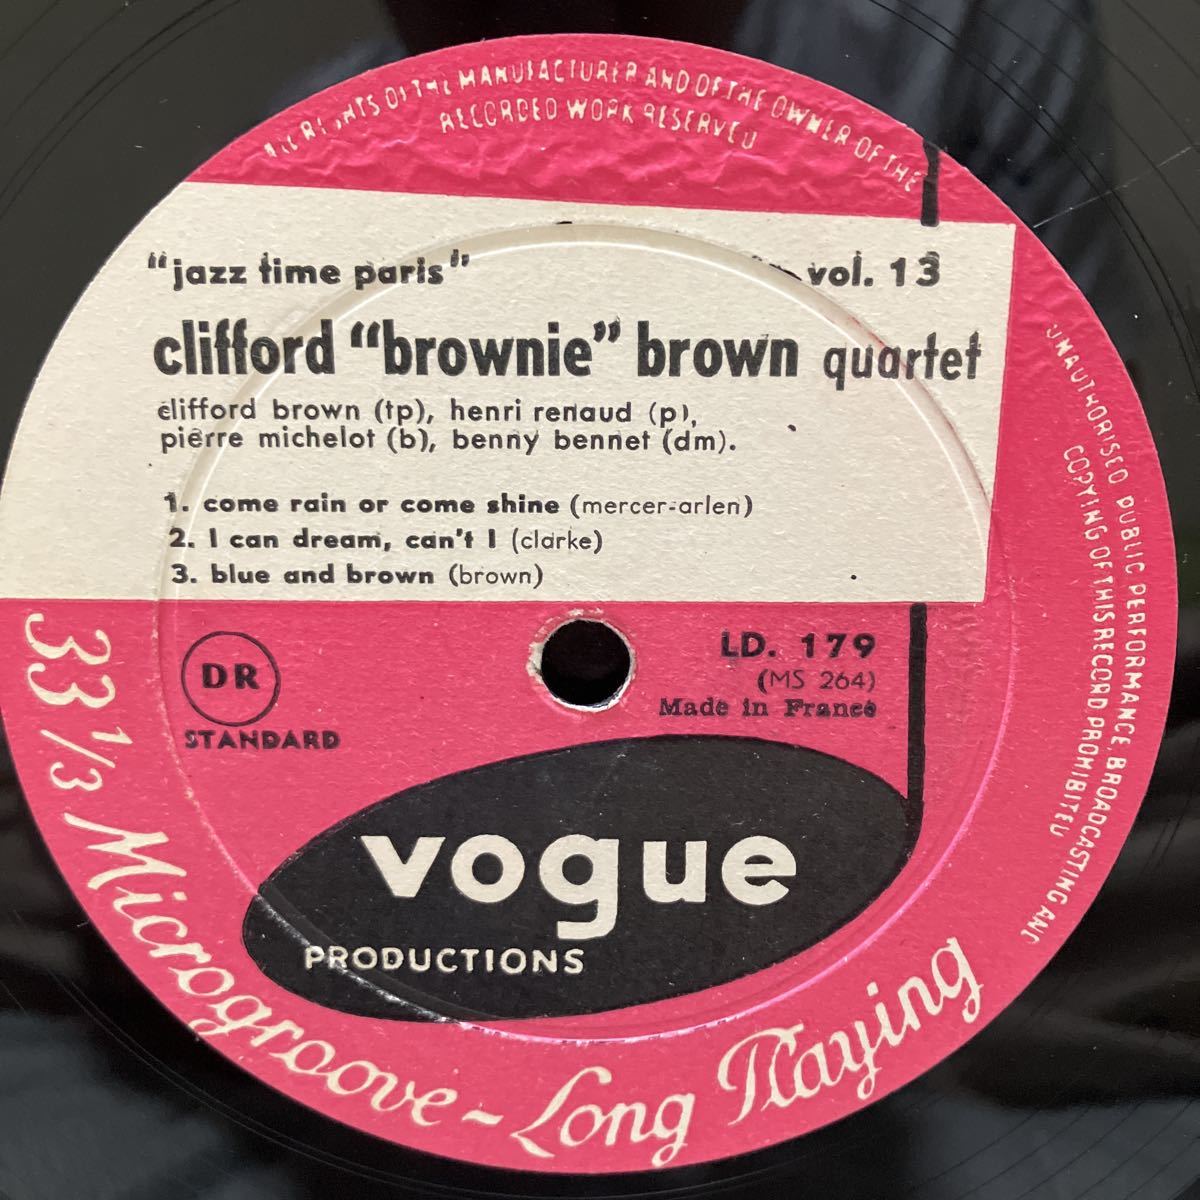 RIGHTS OF THE MANUFACTURER AND OF THE OWNER OF THE
RECORDED WORK RESERVED
"jazz time paris" vol. 13
clifford "brownie" brown quartet
clifford brown (tp), henri renaud (p),
pierre michelot (b), benny bennet (dm).
1. come rain or come shine (mercer-arlen)
2. I can dream, can't I (clarke)
3. blue and brown (brown)
DR
STANDARD
LD. 179
(MS 264)
Made in France
vogue
PRODUCTIONS
33 1/3 Microgroove - Long Playing
UNAUTHORISED PUBLIC PERFORMANCE, BROADCASTING AND
COPYING OF THIS RECORD PROHIBITED